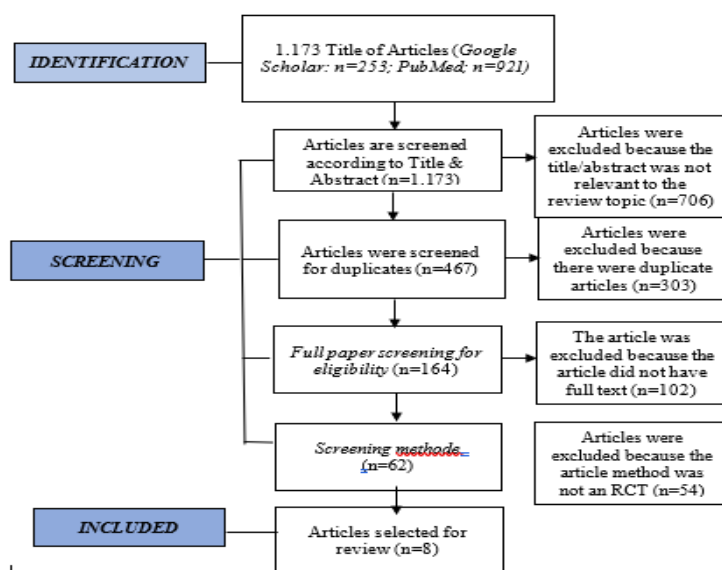 IDENTIFICATION
1.173 Title of Articles (Google
Scholar: n=253; PubMed; n=921)
Articles are screened
according to Title &
Abstract (n=1.173)
Articles were
excluded because the
title/abstract was not
relevant to the
review topic (n=706)
SCREENING
Articles were screened
for duplicates (n=467)
Articles were
excluded because
there were duplicate
articles (n=303)
Full paper screening for
eligibility (n=164)
The article was
excluded because the
article did not have
full text (n=102)
Screening methode
(n=62)
Articles were
excluded because the
article method was
not an RCT (n=54)
INCLUDED
Articles selected for
review (n=8)